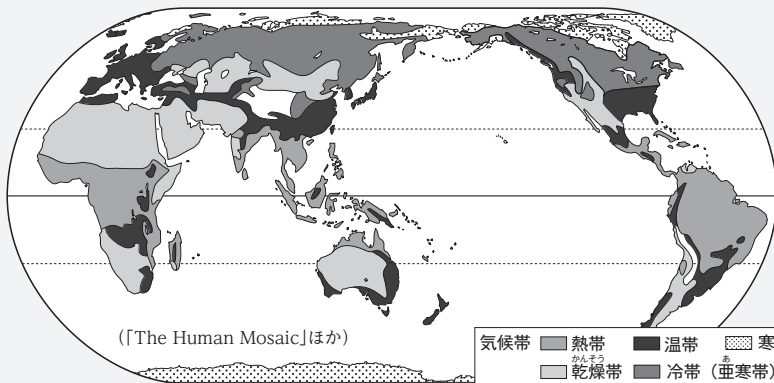 (「The Human Mosaic」ほか)
気候帯 熱帯 温帯 寒
かんそう あ
乾燥帯 冷帯(亜寒帯)